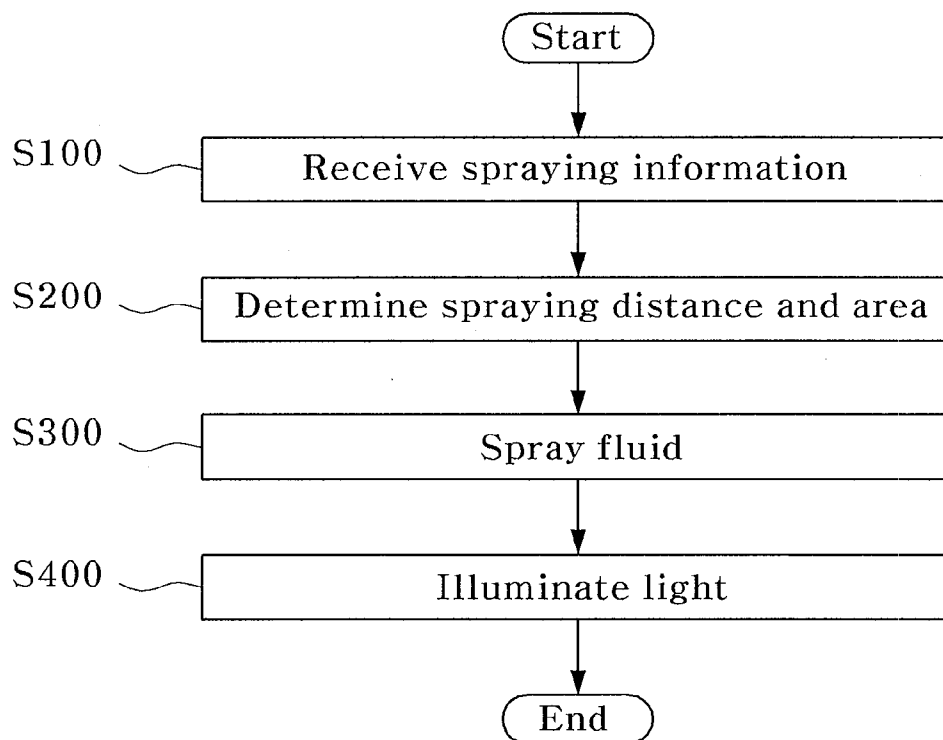 Start
S100 Receive spraying information
S200 Determine spraying distance and area
S300 Spray fluid
S400 Illuminate light
End